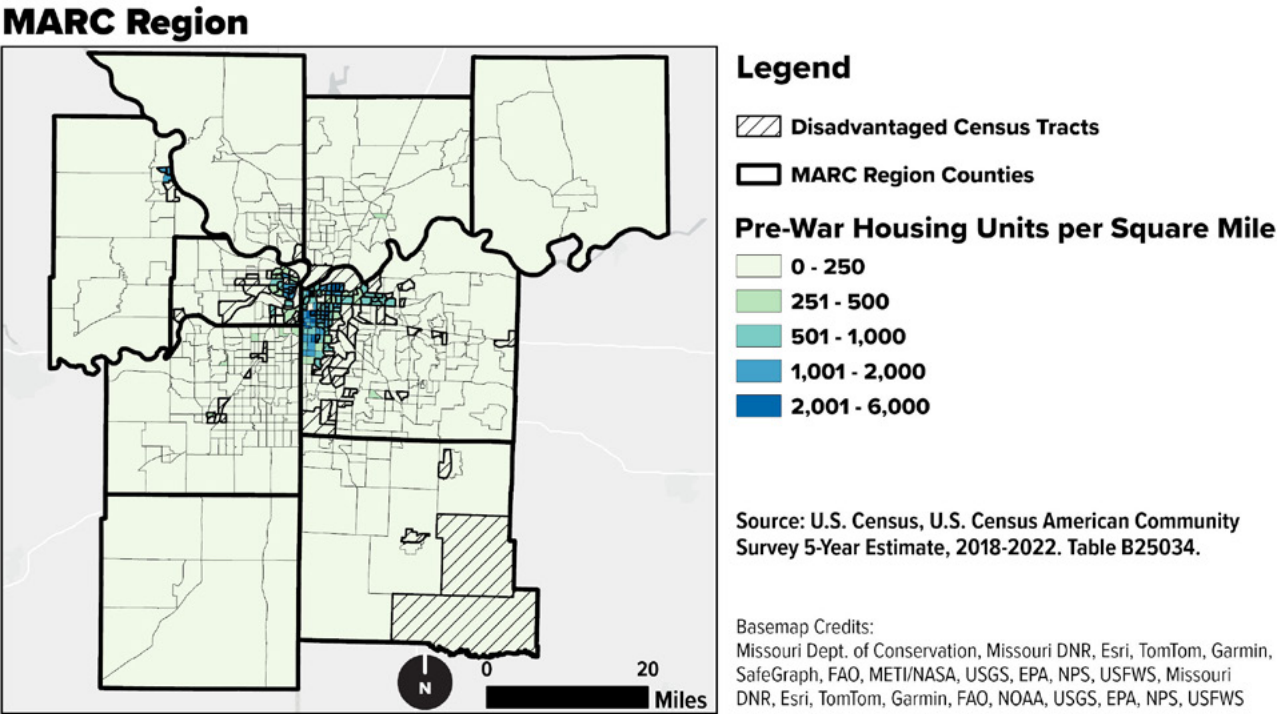 MARC Region
Legend
Disadvantaged Census Tracts
MARC Region Counties
Pre-War Housing Units per Square Mile
0 - 250
251 - 500
501 - 1,000
1,001 - 2,000
2,001 - 6,000
Source: U.S. Census, U.S. Census American Community
Survey 5-Year Estimate, 2018-2022. Table B25034.
Basemap Credits:
Missouri Dept. of Conservation, Missouri DNR, Esri, TomTom, Garmin,
SafeGraph, FAO, METI/NASA, USGS, EPA, NPS, USFWS, Missouri
DNR, Esri, TomTom, Garmin, FAO, NOAA, USGS, EPA, NPS, USFWS
N
0 20
Miles